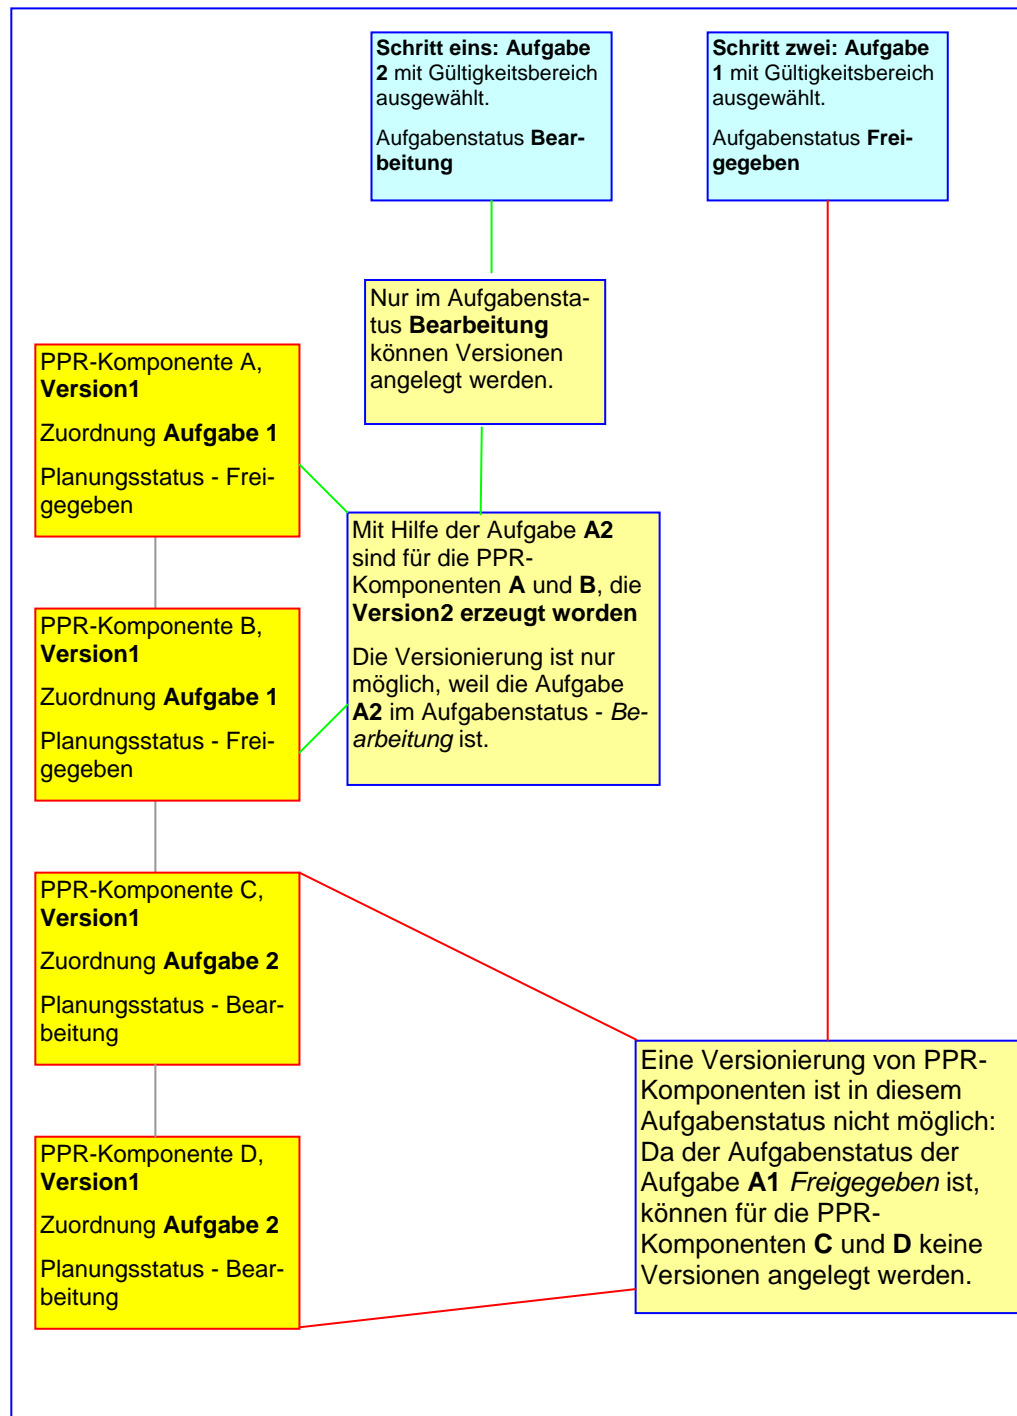 Schritt eins: Aufgabe
2 mit Gültigkeitsbereich
ausgewählt.
Aufgabenstatus Bear-
beitung
Schritt zwei: Aufgabe
1 mit Gültigkeitsbereich
ausgewählt.
Aufgabenstatus Frei-
gegeben
Nur im Aufgabensta-
tus Bearbeitung
können Versionen
angelegt werden.
PPR-Komponente A,
Version1
Zuordnung Aufgabe 1
Planungsstatus - Frei-
gegeben
Mit Hilfe der Aufgabe A2
sind für die PPR-
Komponenten A und B, die
Version2 erzeugt worden
Die Versionierung ist nur
möglich, weil die Aufgabe
A2 im Aufgabenstatus - Be-
arbeitung ist.
PPR-Komponente B,
Version1
Zuordnung Aufgabe 1
Planungsstatus - Frei-
gegeben
PPR-Komponente C,
Version1
Zuordnung Aufgabe 2
Planungsstatus - Bear-
beitung
Eine Versionierung von PPR-
Komponenten ist in diesem
Aufgabenstatus nicht möglich:
Da der Aufgabenstatus der
Aufgabe A1 Freigegeben ist,
können für die PPR-
Komponenten C und D keine
Versionen angelegt werden.
PPR-Komponente D,
Version1
Zuordnung Aufgabe 2
Planungsstatus - Bear-
beitung